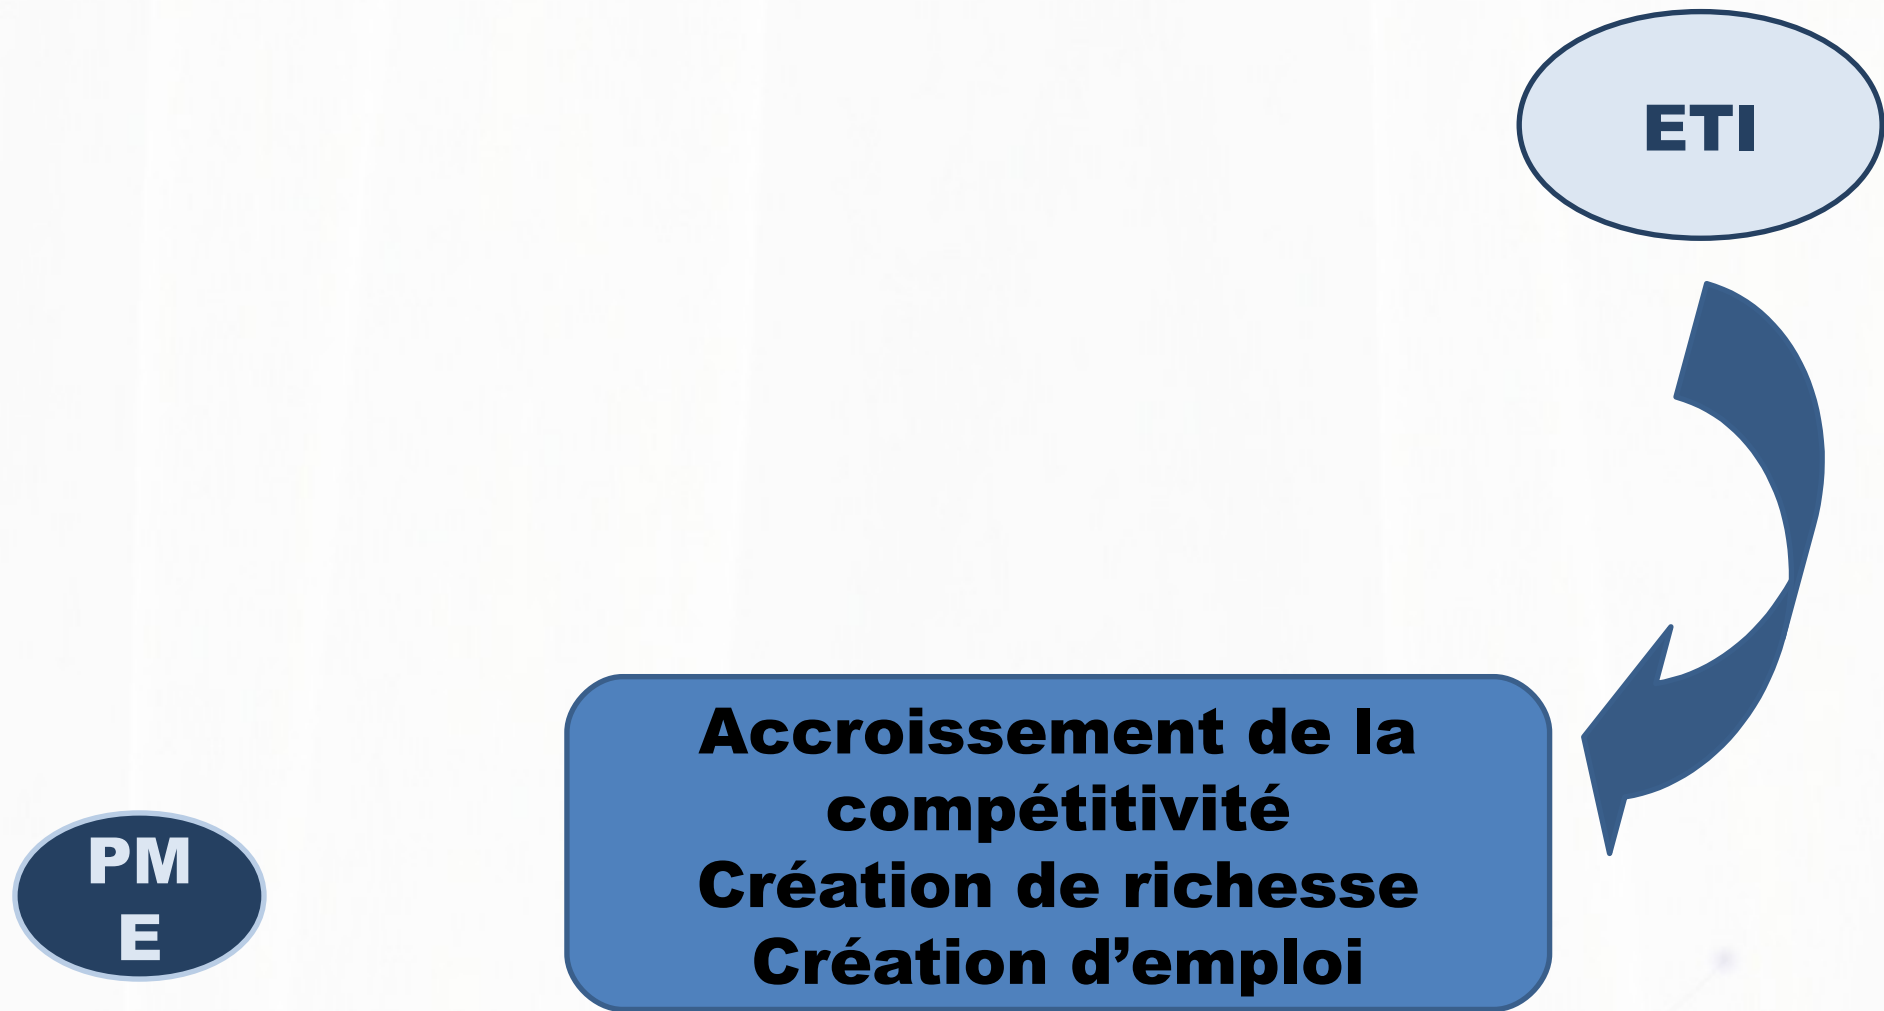 ETI
Accroissement de la
compétitivité
Création de richesse
Création d’emploi
PM
E